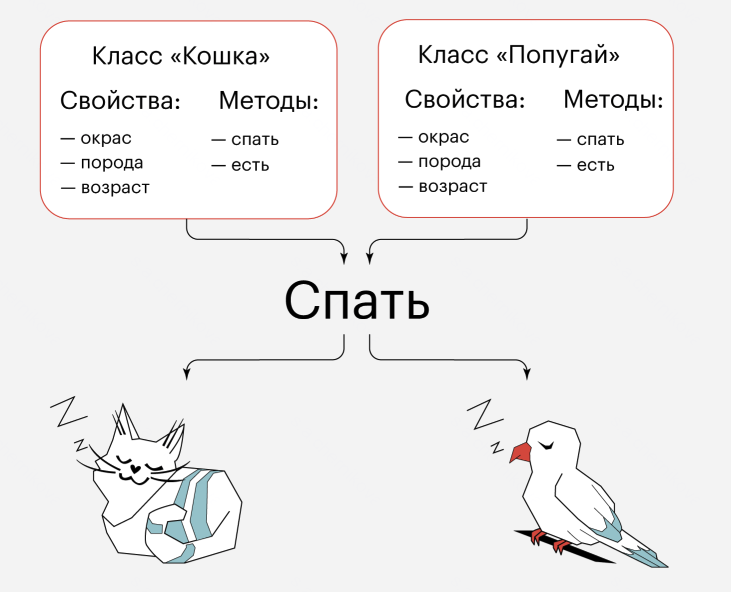 Класс «Кошка»
Свойства:
— окрас
— порода
— возраст
Методы:
— спать
— есть
Класс «Попугай»
Свойства:
— окрас
— порода
— возраст
Методы:
— спать
— есть
Спать
Z
z
Z
z